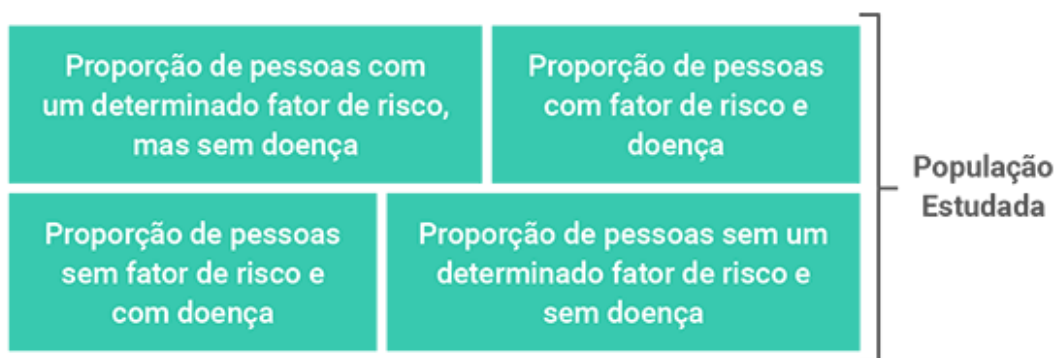 Proporção de pessoas com
um determinado fator de risco,
mas sem doença
Proporção de pessoas
com fator de risco e
doença
Proporção de pessoas
sem fator de risco e
com doença
Proporção de pessoas sem um
determinado fator de risco e
sem doença
População
Estudada